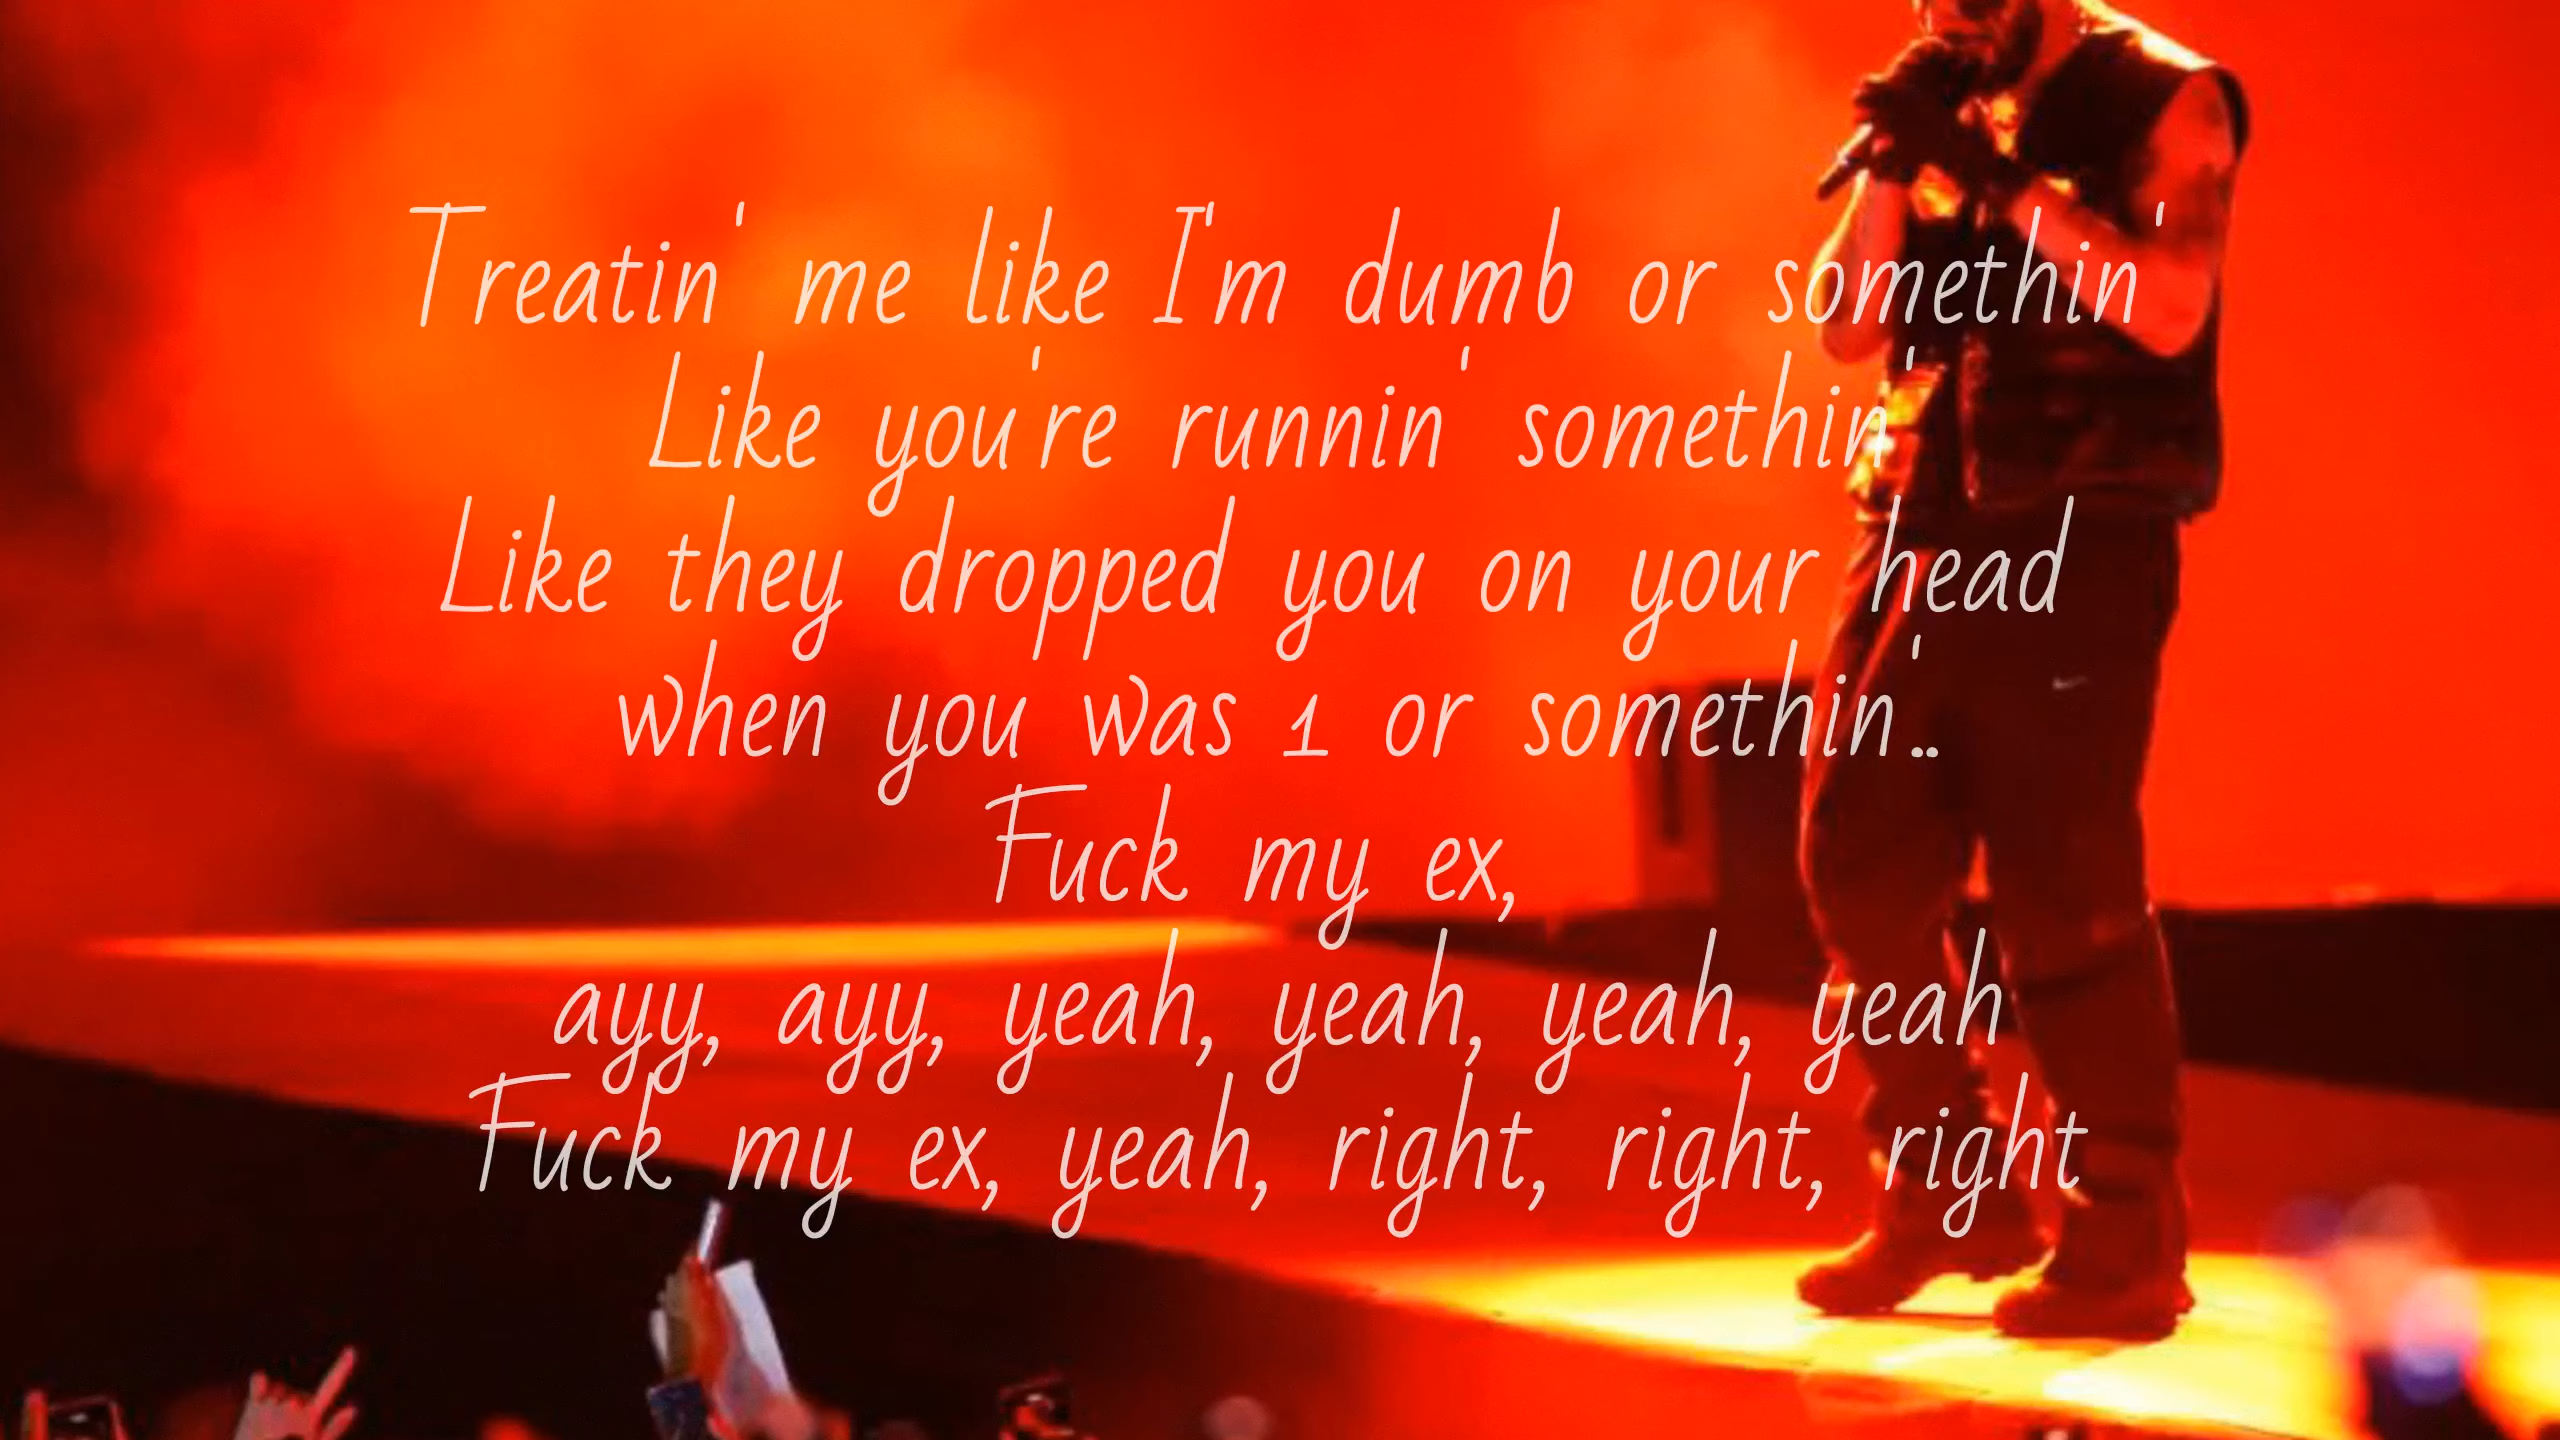 Treatin' me like I'm dumb or somethin'
Like you're runnin' somethin'
Like they dropped you on your head
when you was 1 or somethin'..
Fuck my ex,
ayy, ayy, yeah, yeah, yeah, yeah
Fuck my ex, yeah, right, right, right